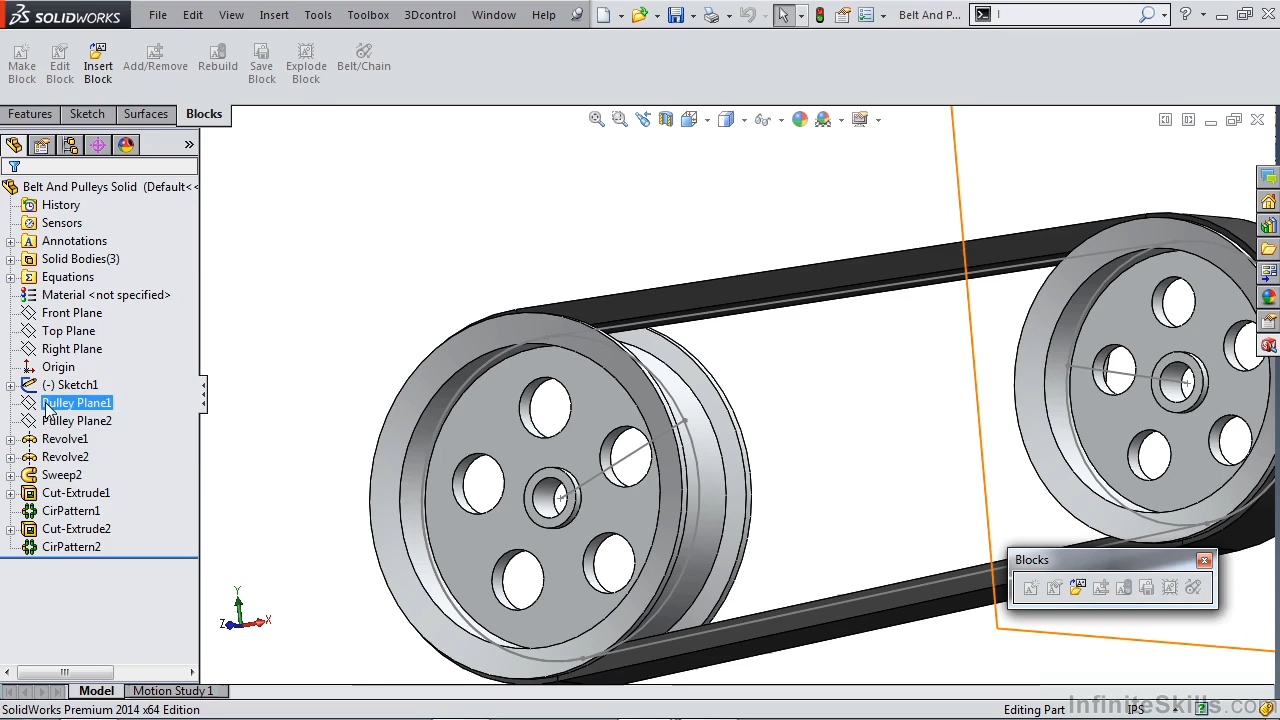 SOLIDWORKS File Edit View Insert Tools Toolbox 3Dcontrol Window Help Belt And P...
Make Block
Edit Block
Insert Block
Add/Remove
Rebuild
Save Block
Explode Block
Belt/Chain
Features Sketch Surfaces Blocks
Belt And Pulleys Solid (Default<<
History
Sensors
Annotations
Solid Bodies(3)
Equations
Material <not specified>
Front Plane
Top Plane
Right Plane
Origin
(-) Sketch1
Pulley Plane1
Pulley Plane2
Revolve1
Revolve2
Sweep2
Cut-Extrude1
CirPattern1
Cut-Extrude2
CirPattern2
Blocks
Y
Z X
Model Motion Study 1
SolidWorks Premium 2014 x64 Edition Editing Part IPS
InfiniteSkills.com